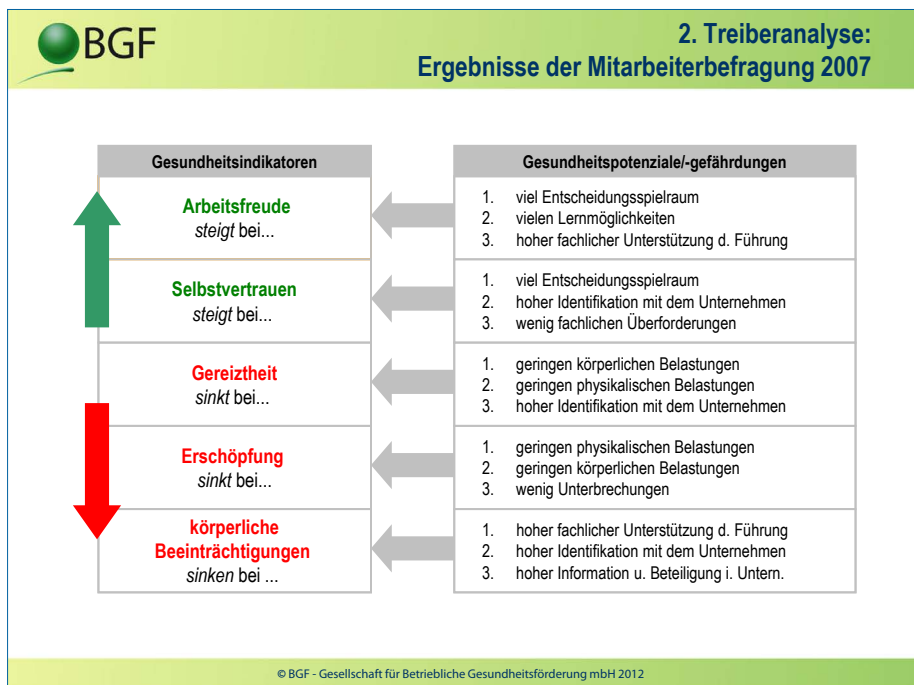 BGF
2. Treiberanalyse:
Ergebnisse der Mitarbeiterbefragung 2007
Gesundheitsindikatoren
Gesundheitspotenziale/-gefährdungen
Arbeitsfreude
steigt bei...
1. viel Entscheidungsspielraum
2. vielen Lernmöglichkeiten
3. hoher fachlicher Unterstützung d. Führung
Selbstvertrauen
steigt bei...
1. viel Entscheidungsspielraum
2. hoher Identifikation mit dem Unternehmen
3. wenig fachlichen Überforderungen
Gereiztheit
sinkt bei...
1. geringen körperlichen Belastungen
2. geringen physikalischen Belastungen
3. hoher Identifikation mit dem Unternehmen
Erschöpfung
sinkt bei...
1. geringen physikalischen Belastungen
2. geringen körperlichen Belastungen
3. wenig Unterbrechungen
körperliche
Beeinträchtigungen
sinken bei ...
1. hoher fachlicher Unterstützung d. Führung
2. hoher Identifikation mit dem Unternehmen
3. hoher Information u. Beteiligung i. Untern.
© BGF - Gesellschaft für Betriebliche Gesundheitsförderung mbH 2012